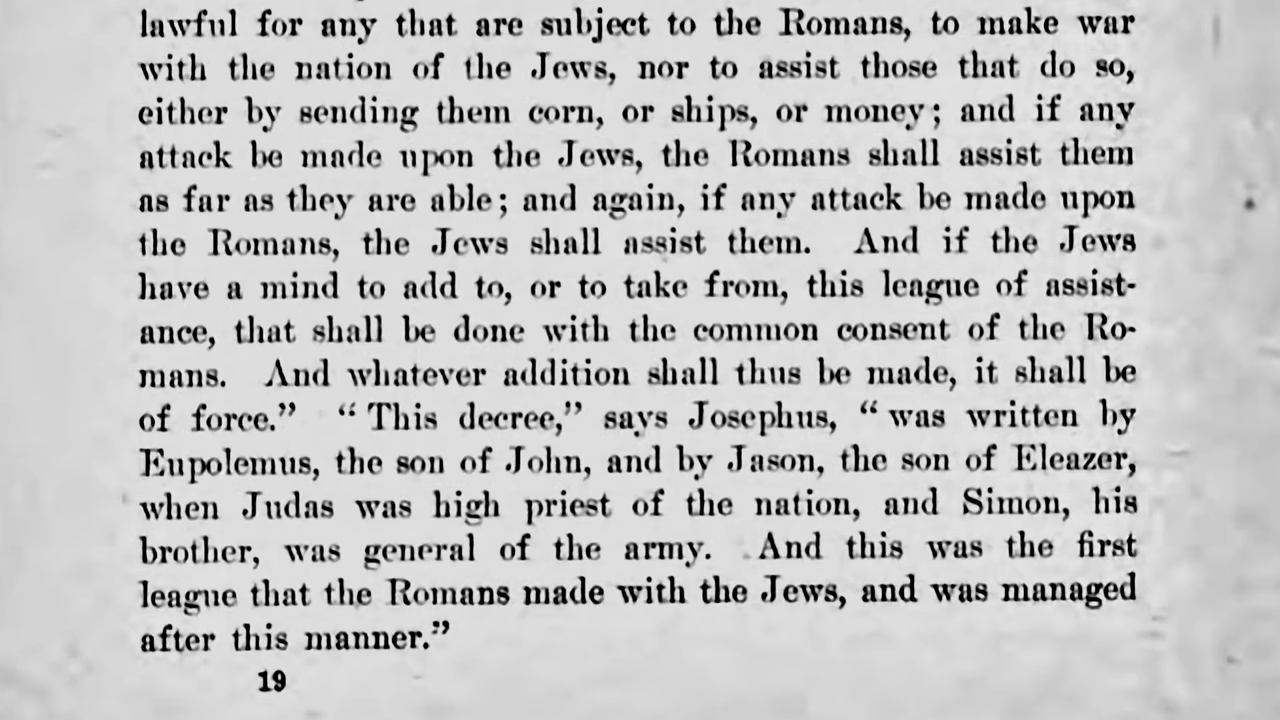 lawful for any that are subject to the Romans, to make war
with the nation of the Jews, nor to assist those that do so,
either by sending them corn, or ships, or money; and if any
attack be made upon the Jews, the Romans shall assist them
as far as they are able; and again, if any attack be made upon
the Romans, the Jews shall assist them. And if the Jews
have a mind to add to, or to take from, this league of assist-
ance, that shall be done with the common consent of the Ro-
mans. And whatever addition shall thus be made, it shall be
of force.” “This decree,” says Josephus, “was written by
Eupolemus, the son of John, and by Jason, the son of Eleazer,
when Judas was high priest of the nation, and Simon, his
brother, was general of the army. And this was the first
league that the Romans made with the Jews, and was managed
after this manner.”
19